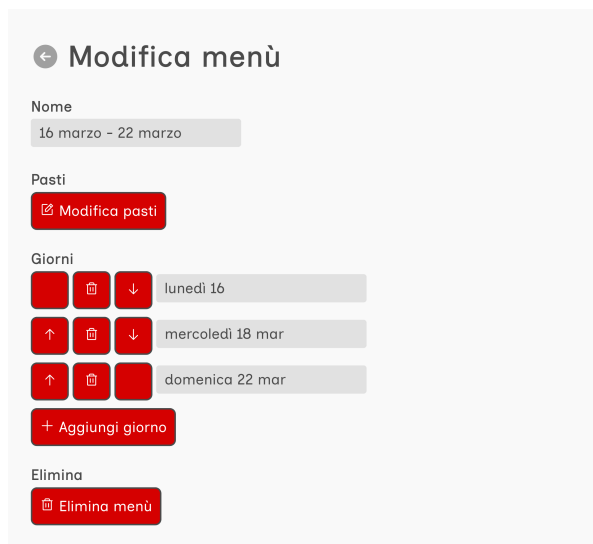 Modifica menù
Nome
16 marzo - 22 marzo
Pasti
Modifica pasti
Giorni
lunedì 16
mercoledì 18 mar
domenica 22 mar
Aggiungi giorno
Elimina
Elimina menù